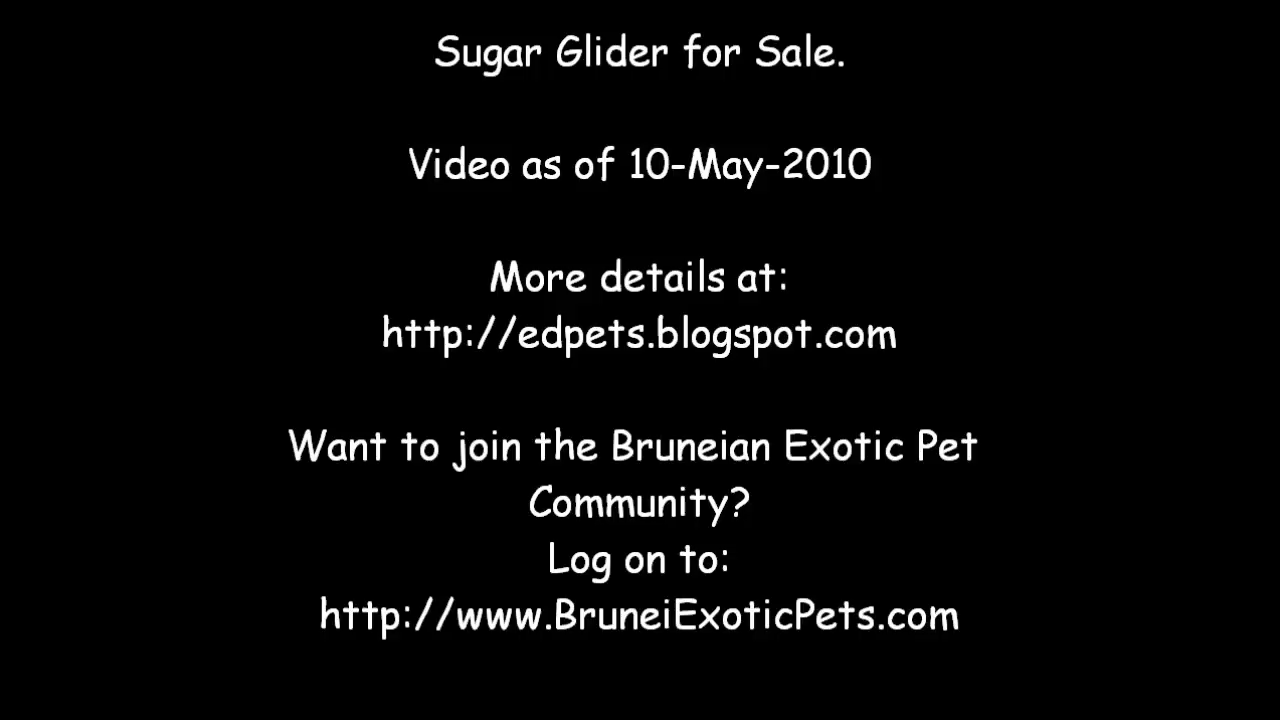 Sugar Glider for Sale.
Video as of 10-May-2010
More details at:
http://edpets.blogspot.com
Want to join the Bruneian Exotic Pet
Community?
Log on to:
http://www.BruneiExoticPets.com